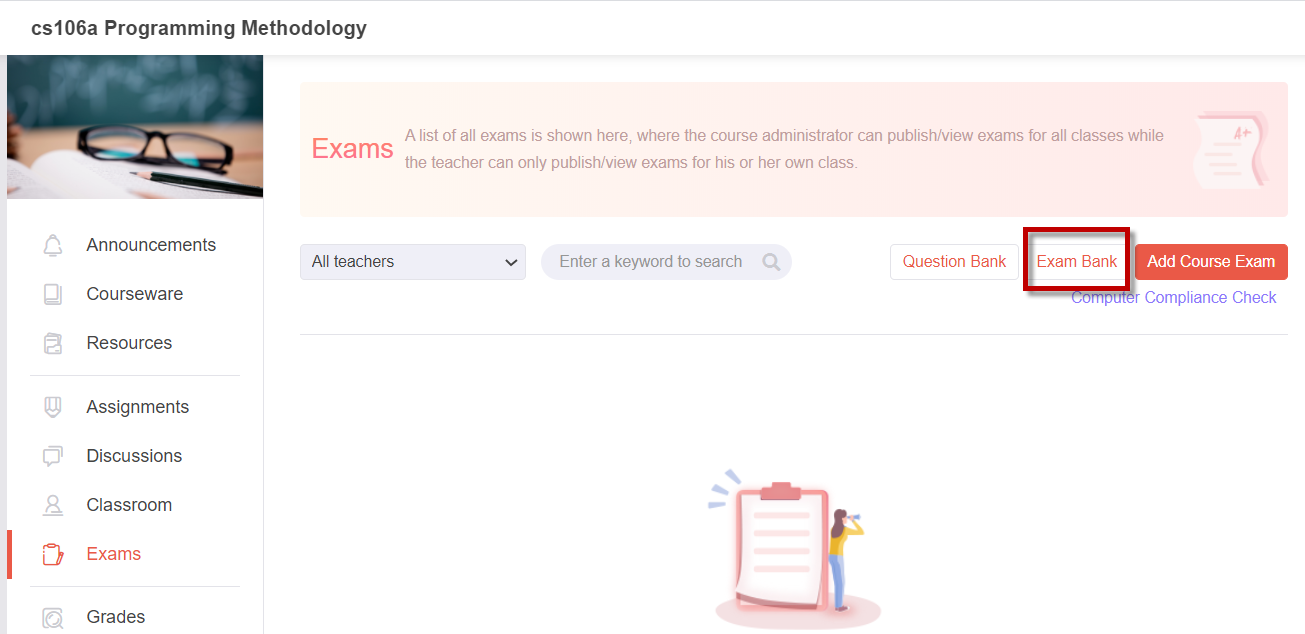 cs106a Programming Methodology
Exams
A list of all exams is shown here, where the course administrator can publish/view exams for all classes while
the teacher can only publish/view exams for his or her own class.
A+
Announcements
Courseware
Resources
Assignments
Discussions
Classroom
Exams
Grades
All teachers
Enter a keyword to search
Question Bank
Exam Bank
Add Course Exam
Computer Compliance Check